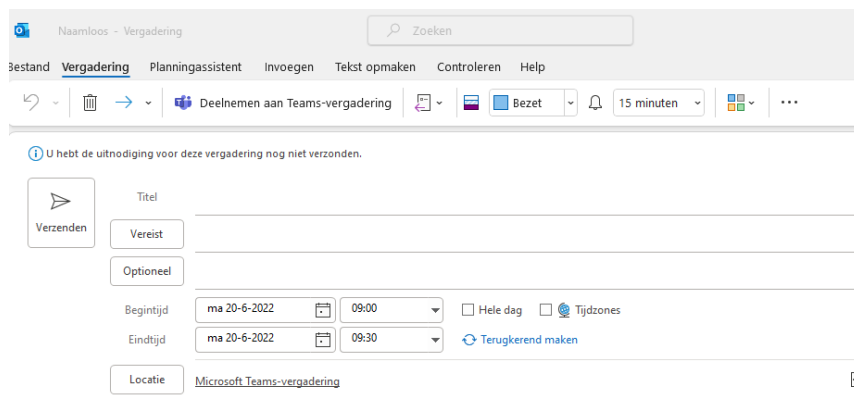 Naamloos - Vergadering
Zoeken
Bestand Vergadering Planningassistent Invoegen Tekst opmaken Controleren Help
Deelnemen aan Teams-vergadering Bezet 15 minuten
U hebt de uitnodiging voor deze vergadering nog niet verzonden.
Verzenden
Titel
Vereist
Optioneel
Begintijd ma 20-6-2022 09:00 Hele dag Tijdzones
Eindtijd ma 20-6-2022 09:30 Terugkerend maken
Locatie Microsoft Teams-vergadering